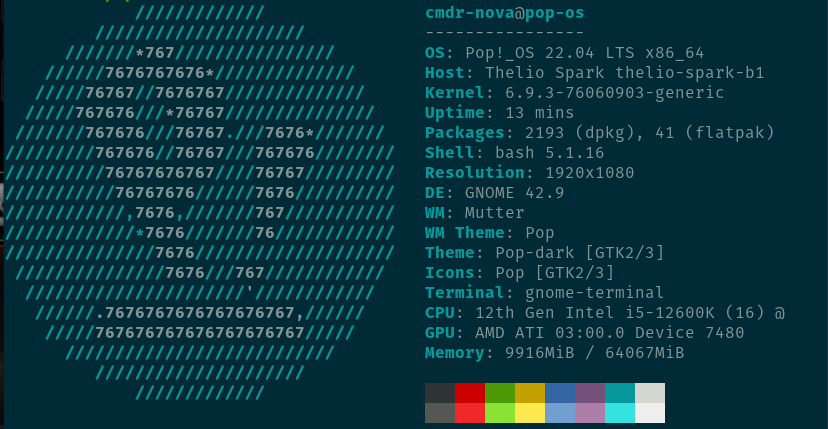 /////////////
/////////////////////
///////*767////////////////
//////7676767676*//////////////
/////76767//7676767//////////////
/////767676///*76767///////////////
///////767676///76767.///7676*///////
/////////767676//76767///767676////////
//////////76767676767////76767/////////
///////////76767676//////7676//////////
////////////,7676,///////767///////////
/////////////*7676///////76////////////
///////////////7676////////////////////
///////////////7676///767////////////
//////////////////////'////////////
//////.7676767676767676767,//////
/////767676767676767676767/////
///////////////////////////
/////////////////////
/////////////
cmdr-nova@pop-os
----------------
OS: Pop!_OS 22.04 LTS x86_64
Host: Thelio Spark thelio-spark-b1
Kernel: 6.9.3-76060903-generic
Uptime: 13 mins
Packages: 2193 (dpkg), 41 (flatpak)
Shell: bash 5.1.16
Resolution: 1920x1080
DE: GNOME 42.9
WM: Mutter
WM Theme: Pop
Theme: Pop-dark [GTK2/3]
Icons: Pop [GTK2/3]
Terminal: gnome-terminal
CPU: 12th Gen Intel i5-12600K (16) @
GPU: AMD ATI 03:00.0 Device 7480
Memory: 9916MiB / 64067MiB